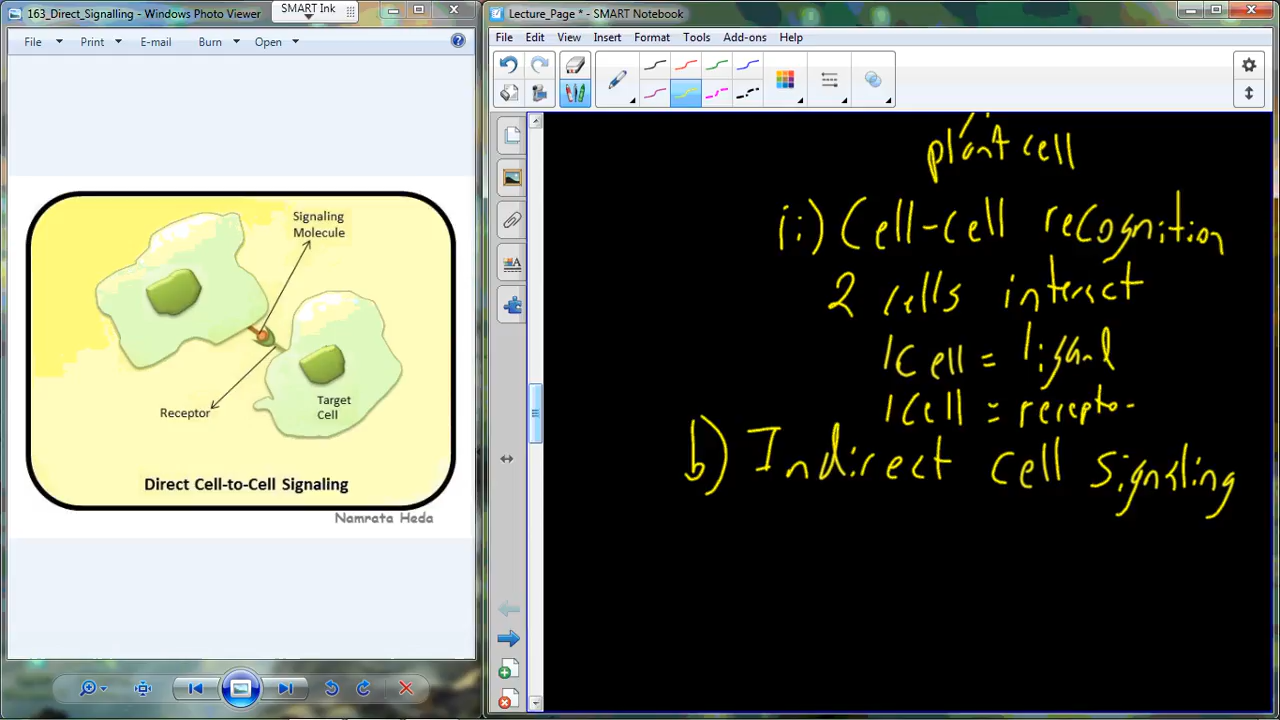 163_Direct_Signalling - Windows Photo Viewer
SMART Ink
File Print E-mail Burn Open
Signaling
Molecule
Receptor
Target
Cell
Direct Cell-to-Cell Signaling
Namrata Heda
Lecture_Page * - SMART Notebook
File Edit View Insert Format Tools Add-ons Help
plant cell
ii) Cell-cell recognition
2 cells interact
1 Cell = ligand
1 Cell = receptor
b) Indirect cell signaling